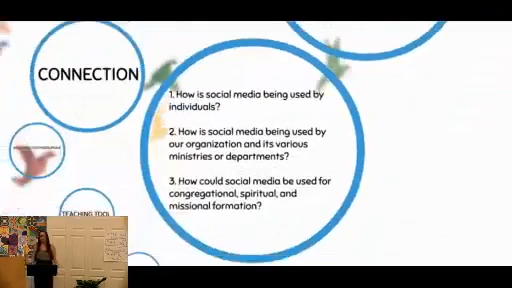 CONNECTION
1. How is social media being used by
individuals?
2. How is social media being used by
our organization and its various
ministries or departments?
3. How could social media be used for
congregational, spiritual, and
missional formation?
TEACHING TOOL